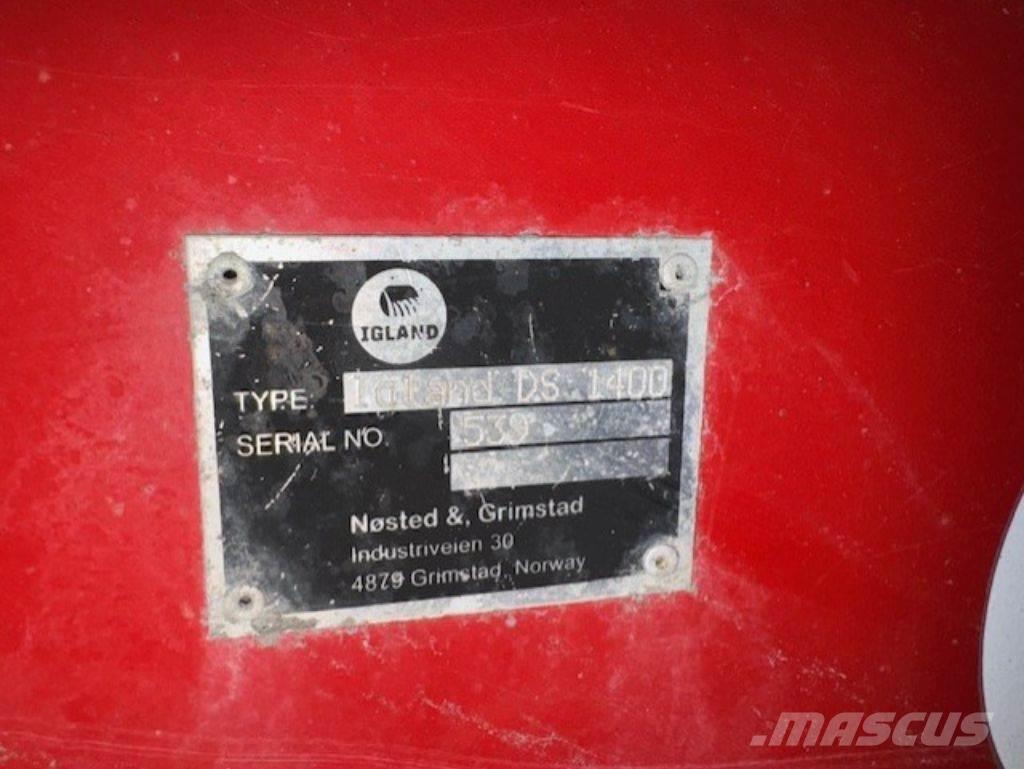 IGLAND
TYPE: Igland DS 1400
SERIAL NO. 539
Nøsted &, Grimstad
Industriveien 30
4879 Grimstad, Norway
.MASCUS